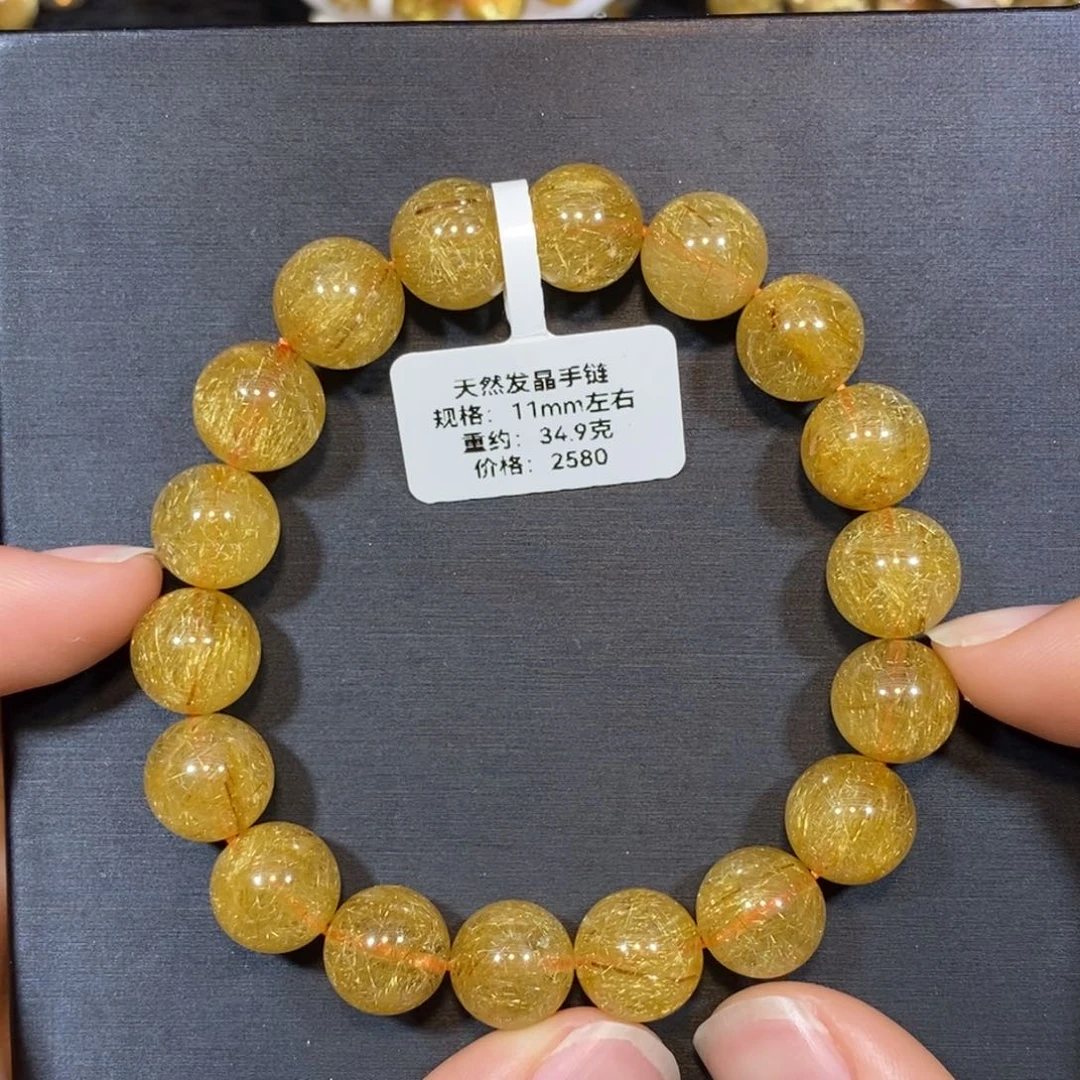 天然发晶手链
规格：11mm左右
重约：34.9克
价格：2580